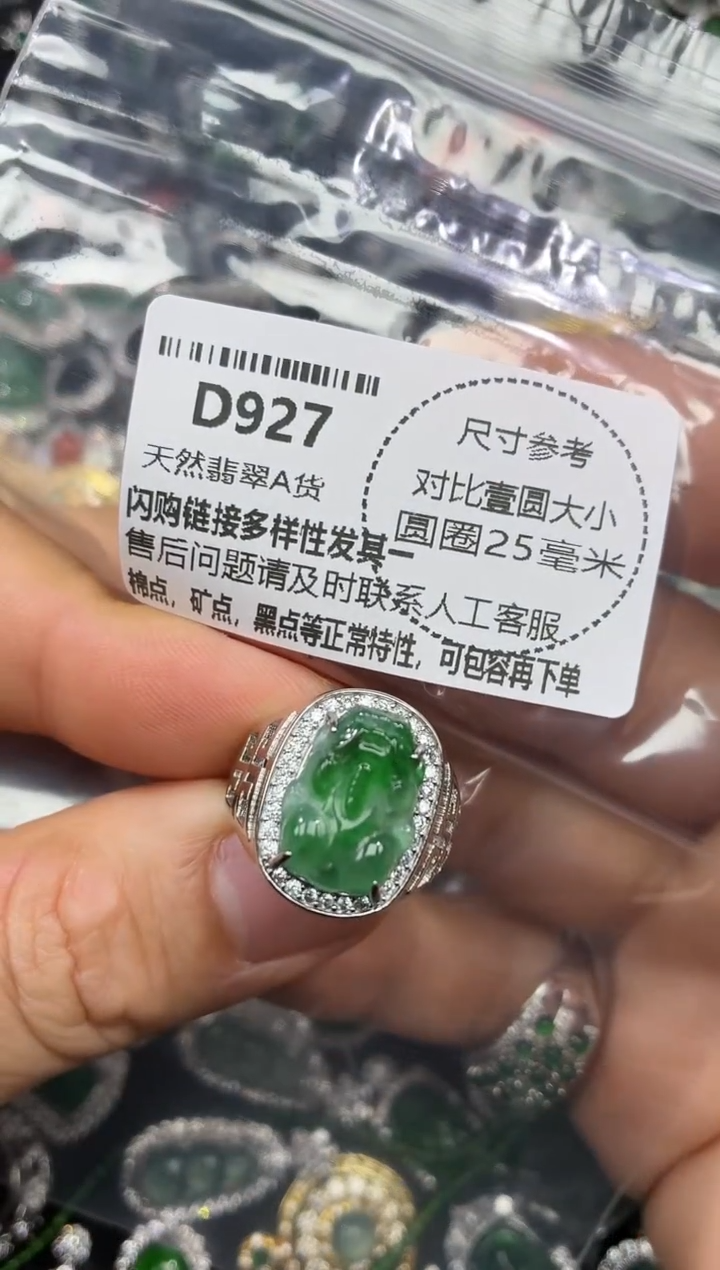 D927
天然翡翠A货
闪购链接多样性发其一
售后问题请及时联系人工客服
棉点，矿点，黑点等正常特性，可包容再下单
尺寸参考
对比壹圆大小
圆圈25毫米